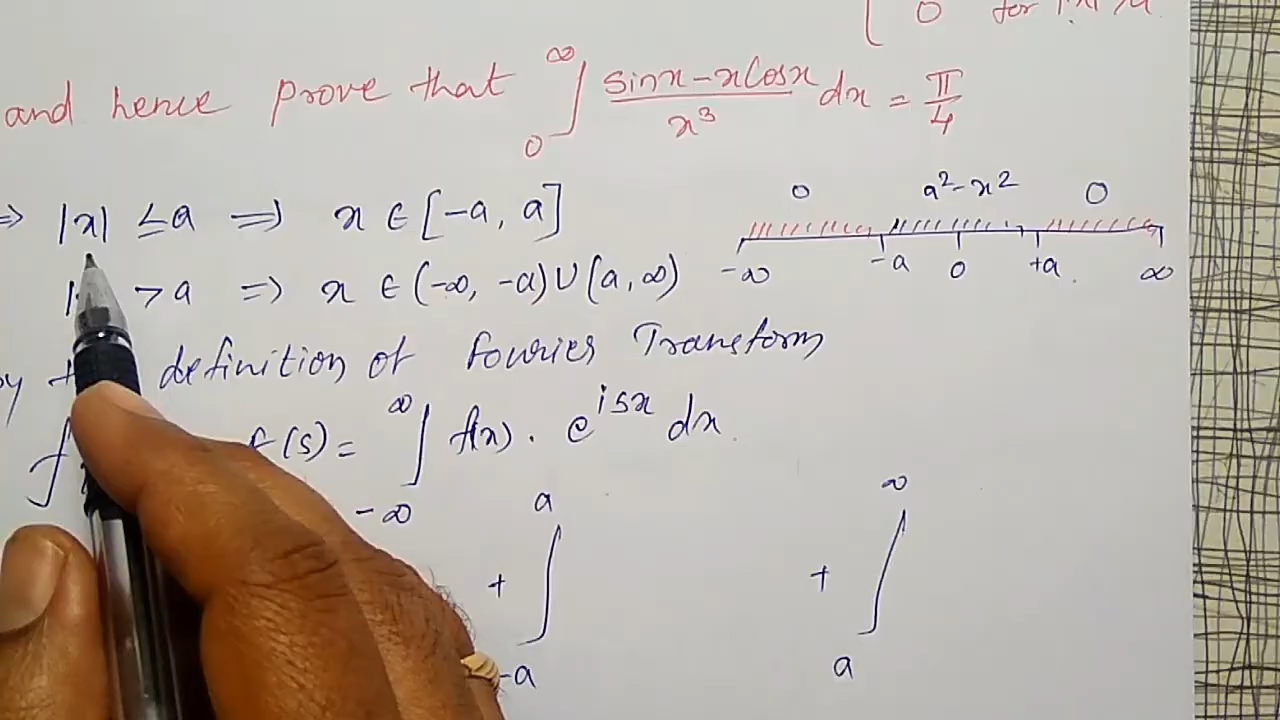 0 for |x|>a
and hence prove that ∫₀^∞ (sinx-xCosx)/x³ dx = π/4
⇒ |x| ≤ a ⇒ x ∈ [-a, a]
0 a²-x² 0
-∞ -a 0 +a ∞
> a ⇒ x ∈ (-∞, -a)∪(a, ∞)
definition of Fourier Transform
(s) = ∫_{-∞}^{∞} f(x). e^{isx} dx.
+ ∫_{-a}^{a} + ∫_{a}^{∞}